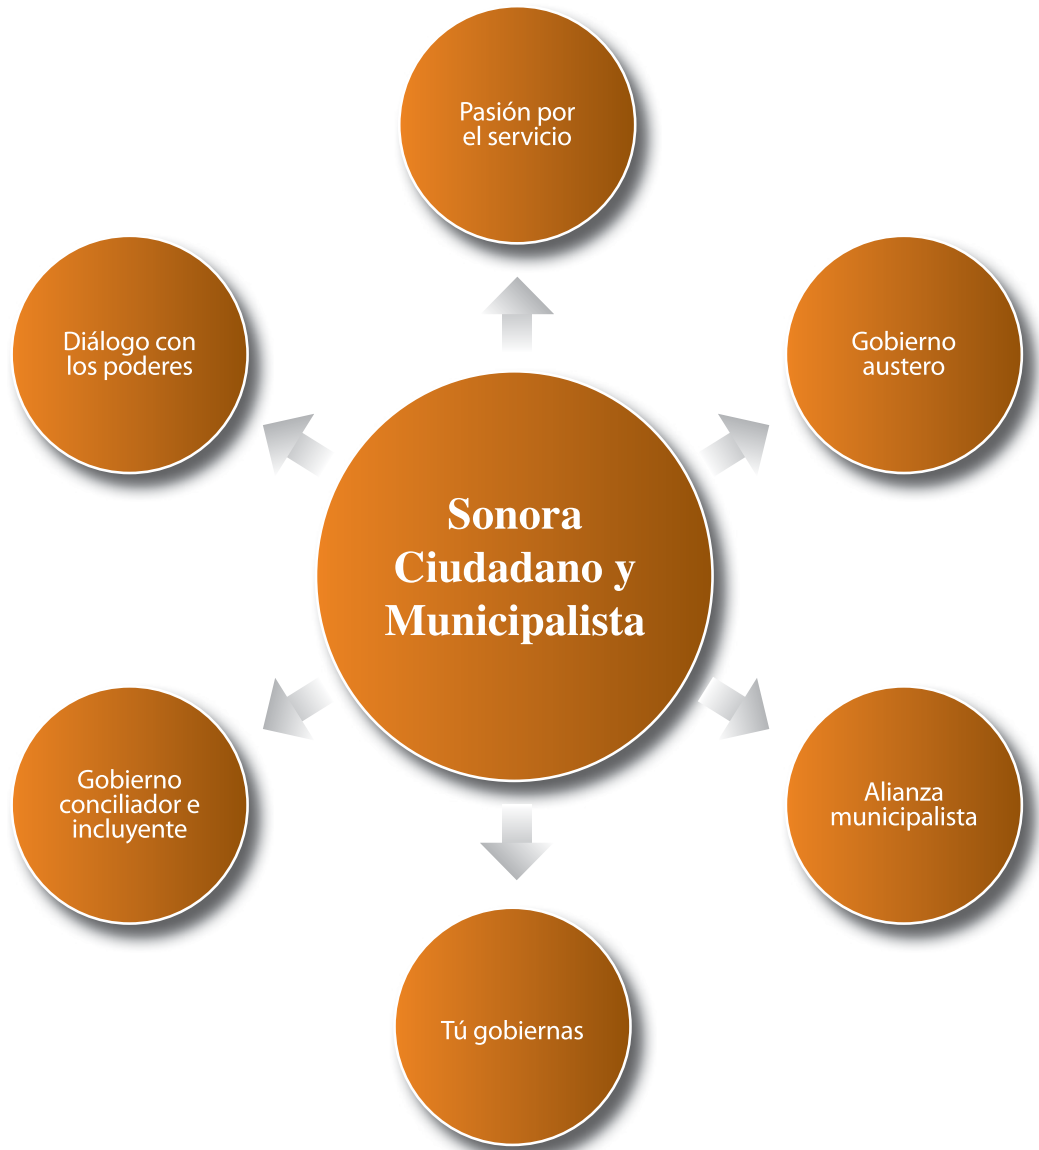 Pasión por
el servicio
Diálogo con
los poderes
Gobierno
austero
Sonora
Ciudadano y
Municipalista
Gobierno
conciliador e
incluyente
Alianza
municipalista
Tú gobiernas